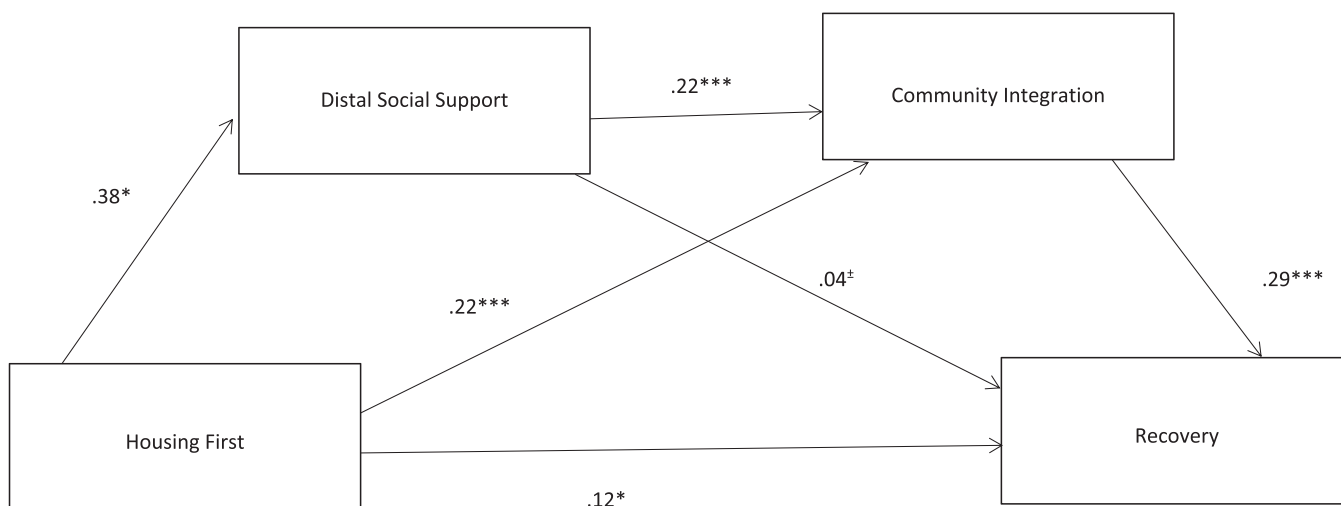 Distal Social Support
.22***
Community Integration
.38*
.22***
.04±
.29***
Housing First
Recovery
.12*